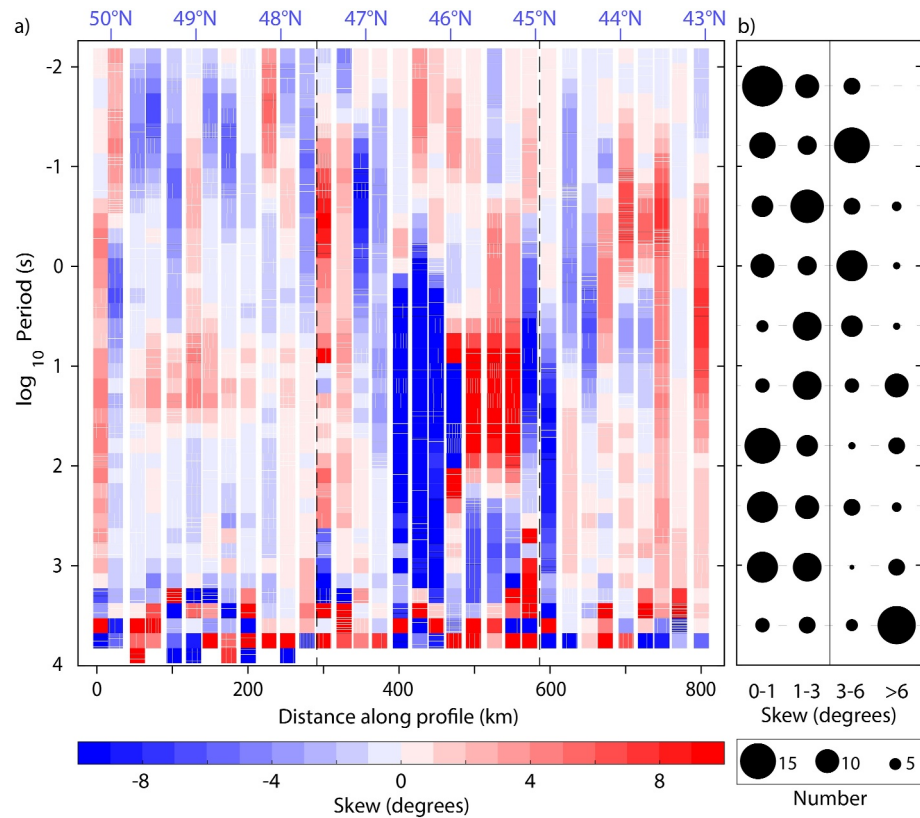 a)
50°N 49°N 48°N 47°N 46°N 45°N 44°N 43°N
b)
-2
-1
0
1
2
3
4
log 10 Period (s)
0 200 400 600 800
Distance along profile (km)
-8 -4 0 4 8
Skew (degrees)
0-1 1-3 3-6 >6
Skew (degrees)
15 10 5
Number